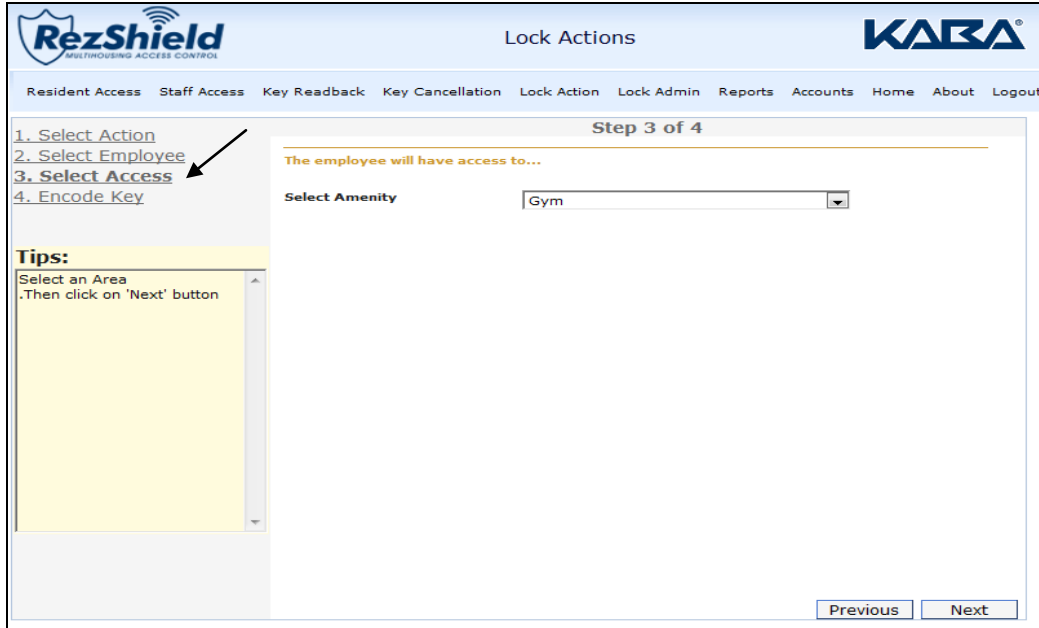 RezShield
MULTIHOUSING ACCESS CONTROL
Lock Actions
KABA®
Resident Access Staff Access Key Readback Key Cancellation Lock Action Lock Admin Reports Accounts Home About Logout
1. Select Action
2. Select Employee
3. Select Access
4. Encode Key
Tips:
Select an Area
.Then click on 'Next' button
Step 3 of 4
The employee will have access to...
Select Amenity Gym
Previous Next